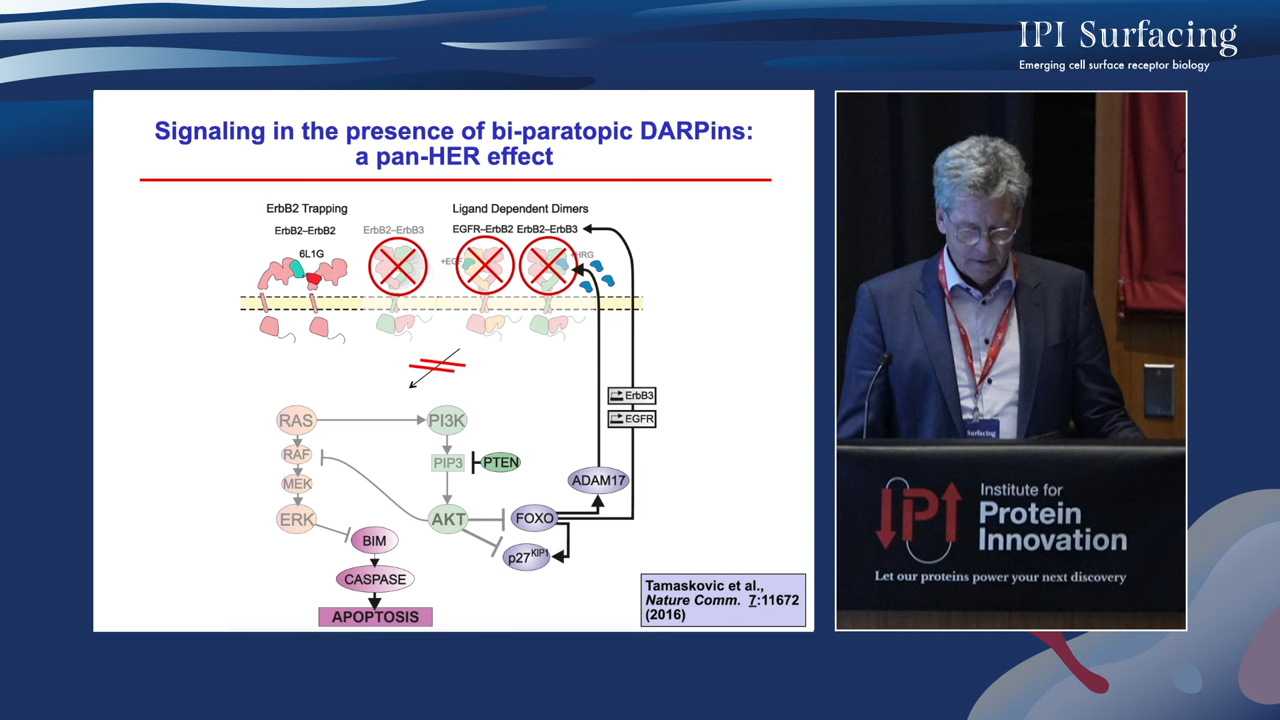 IPI Surfacing
Emerging cell surface receptor biology
Signaling in the presence of bi-paratopic DARPins:
a pan-HER effect
ErbB2 Trapping
Ligand Dependent Dimers
ErbB2–ErbB2
ErbB2–ErbB3
EGFR–ErbB2
ErbB2–ErbB3
6L1G
+EGF
+HRG
ErbB3
EGFR
RAS
PI3K
RAF
PIP3
PTEN
MEK
ADAM17
ERK
AKT
FOXO
BIM
p27KIP1
CASPASE
APOPTOSIS
Tamaskovic et al.,
Nature Comm. 7:11672
(2016)
Surfacing
IPI
Institute for
Protein
Innovation
Let our proteins power your next discovery